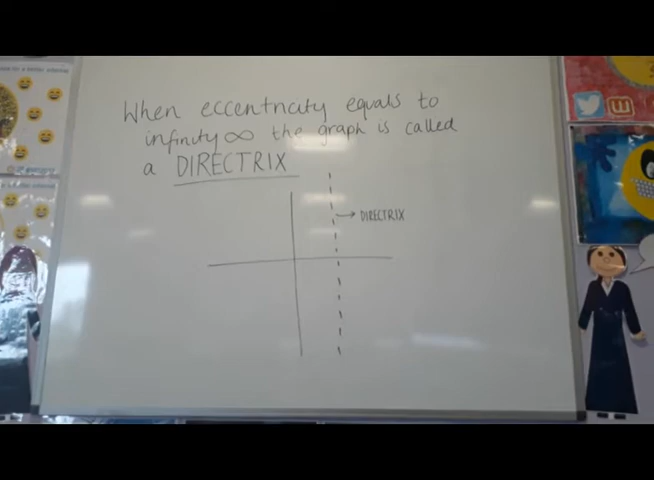 When eccentricity equals to
infinity ∞ the graph is called
a DIRECTRIX
→ DIRECTRIX